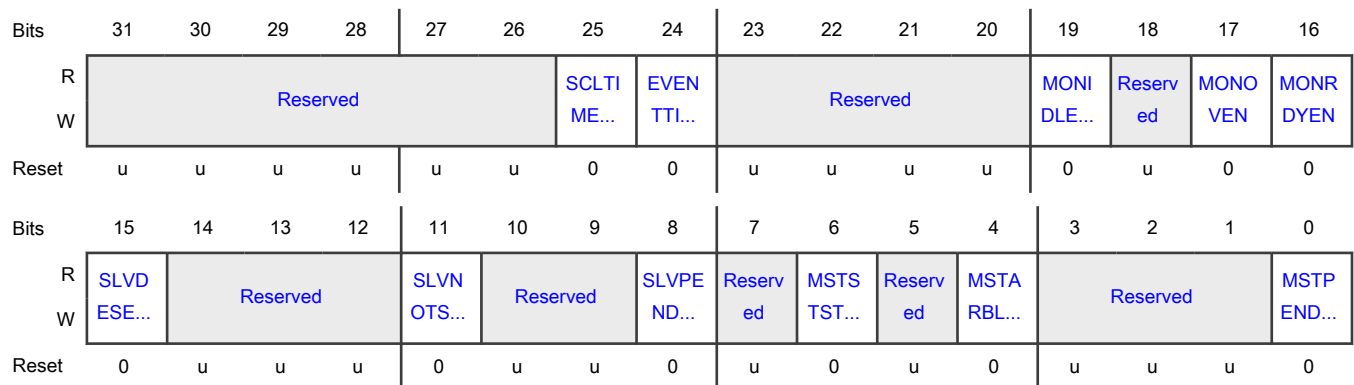 Bits 31 30 29 28 27 26 25 24 23 22 21 20 19 18 17 16
R Reserved SCLTI EVEN Reserved MONI Reserv MONO MONR
W ME... TTI... DLE... ed VEN DYEN
Reset u u u u u u 0 0 u u u u 0 u 0 0
Bits 15 14 13 12 11 10 9 8 7 6 5 4 3 2 1 0
R SLVD Reserved SLVN Reserved SLVPE Reserv MSTS Reserv MSTA Reserved MSTP
W ESE... OTS... ND... ed TST... ed RBL... END...
Reset 0 u u u 0 u u 0 u 0 u 0 u u u 0